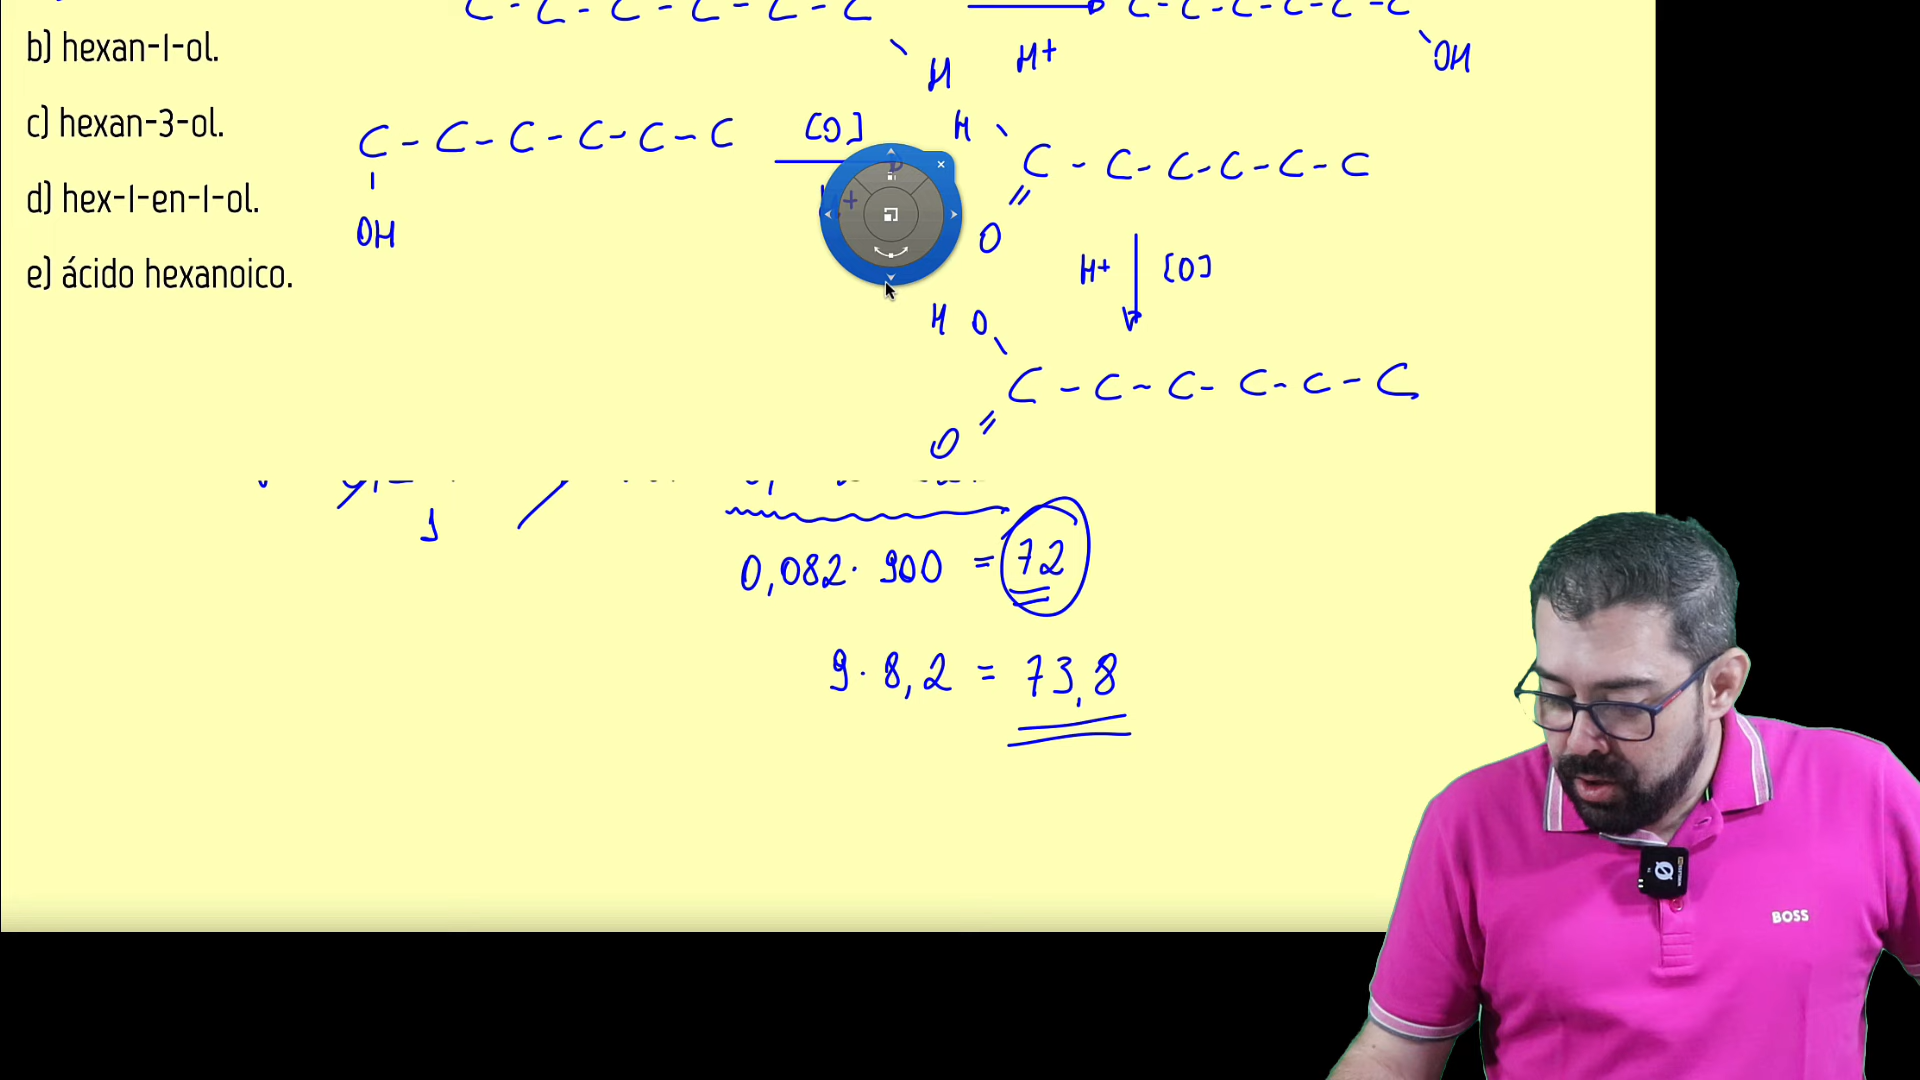 C - C - C - C - C - C → C - C - C - C - C - C
b) hexan-1-ol.
H
H+
OH
c) hexan-3-ol.
C - C - C - C - C - C
[O]
H
C - C - C - C - C - C
d) hex-1-en-1-ol.
OH
+
O
H+ [O]
e) ácido hexanoico.
H O
C - C - C - C - C - C
O
0,082 · 900 = 72
9 · 8,2 = 73,8
BOSS